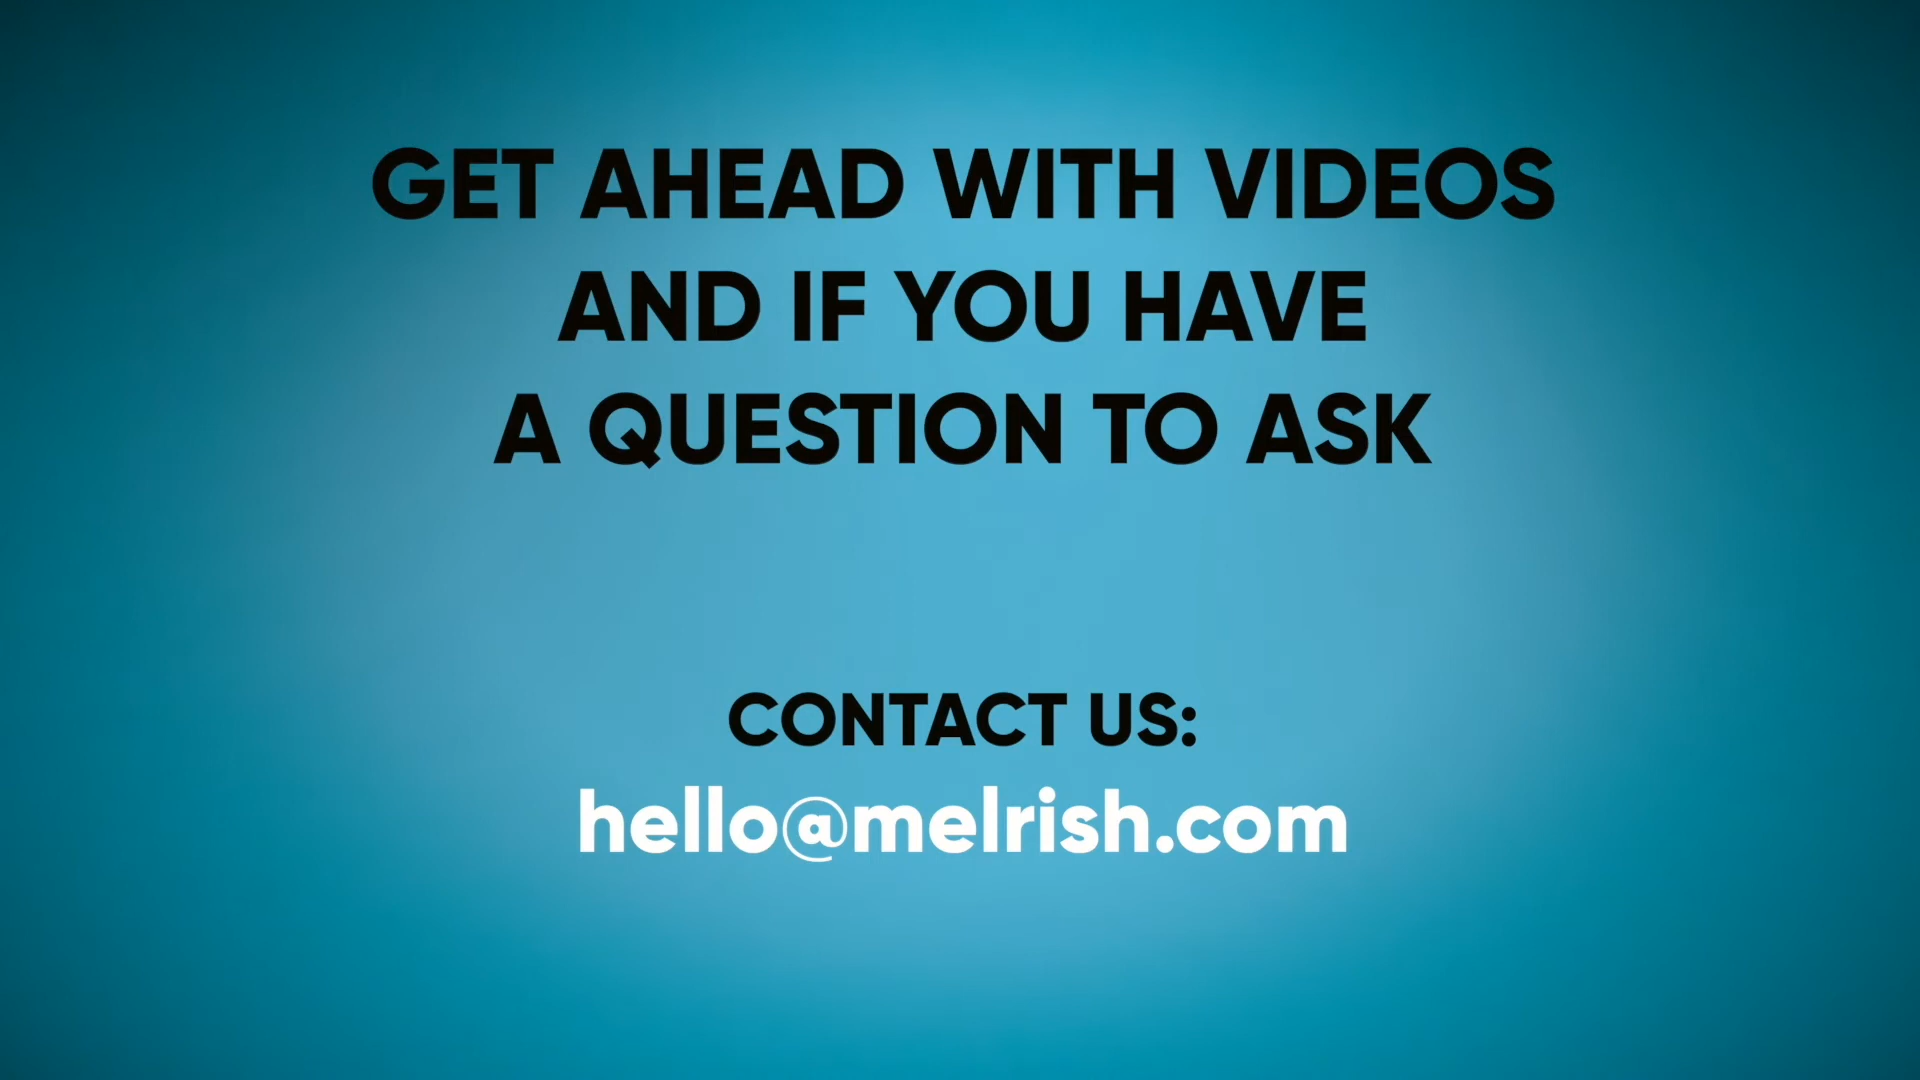 GET AHEAD WITH VIDEOS
AND IF YOU HAVE
A QUESTION TO ASK
CONTACT US:
hello@melrish.com